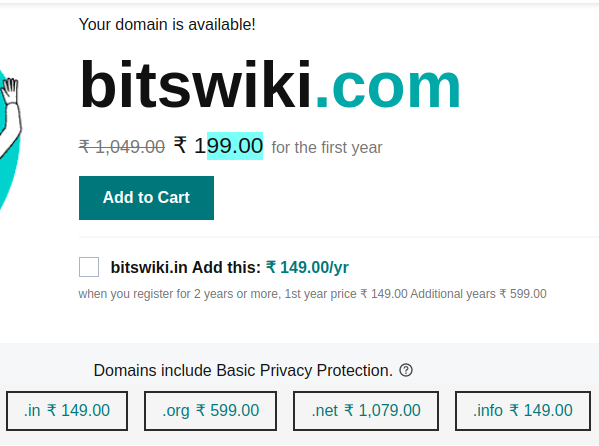 Your domain is available!
bitswiki.com
₹ 1,049.00 ₹ 199.00 for the first year
Add to Cart
bitswiki.in Add this: ₹ 149.00/yr
when you register for 2 years or more, 1st year price ₹ 149.00 Additional years ₹ 599.00
Domains include Basic Privacy Protection. ?
.in ₹ 149.00 .org ₹ 599.00 .net ₹ 1,079.00 .info ₹ 149.00